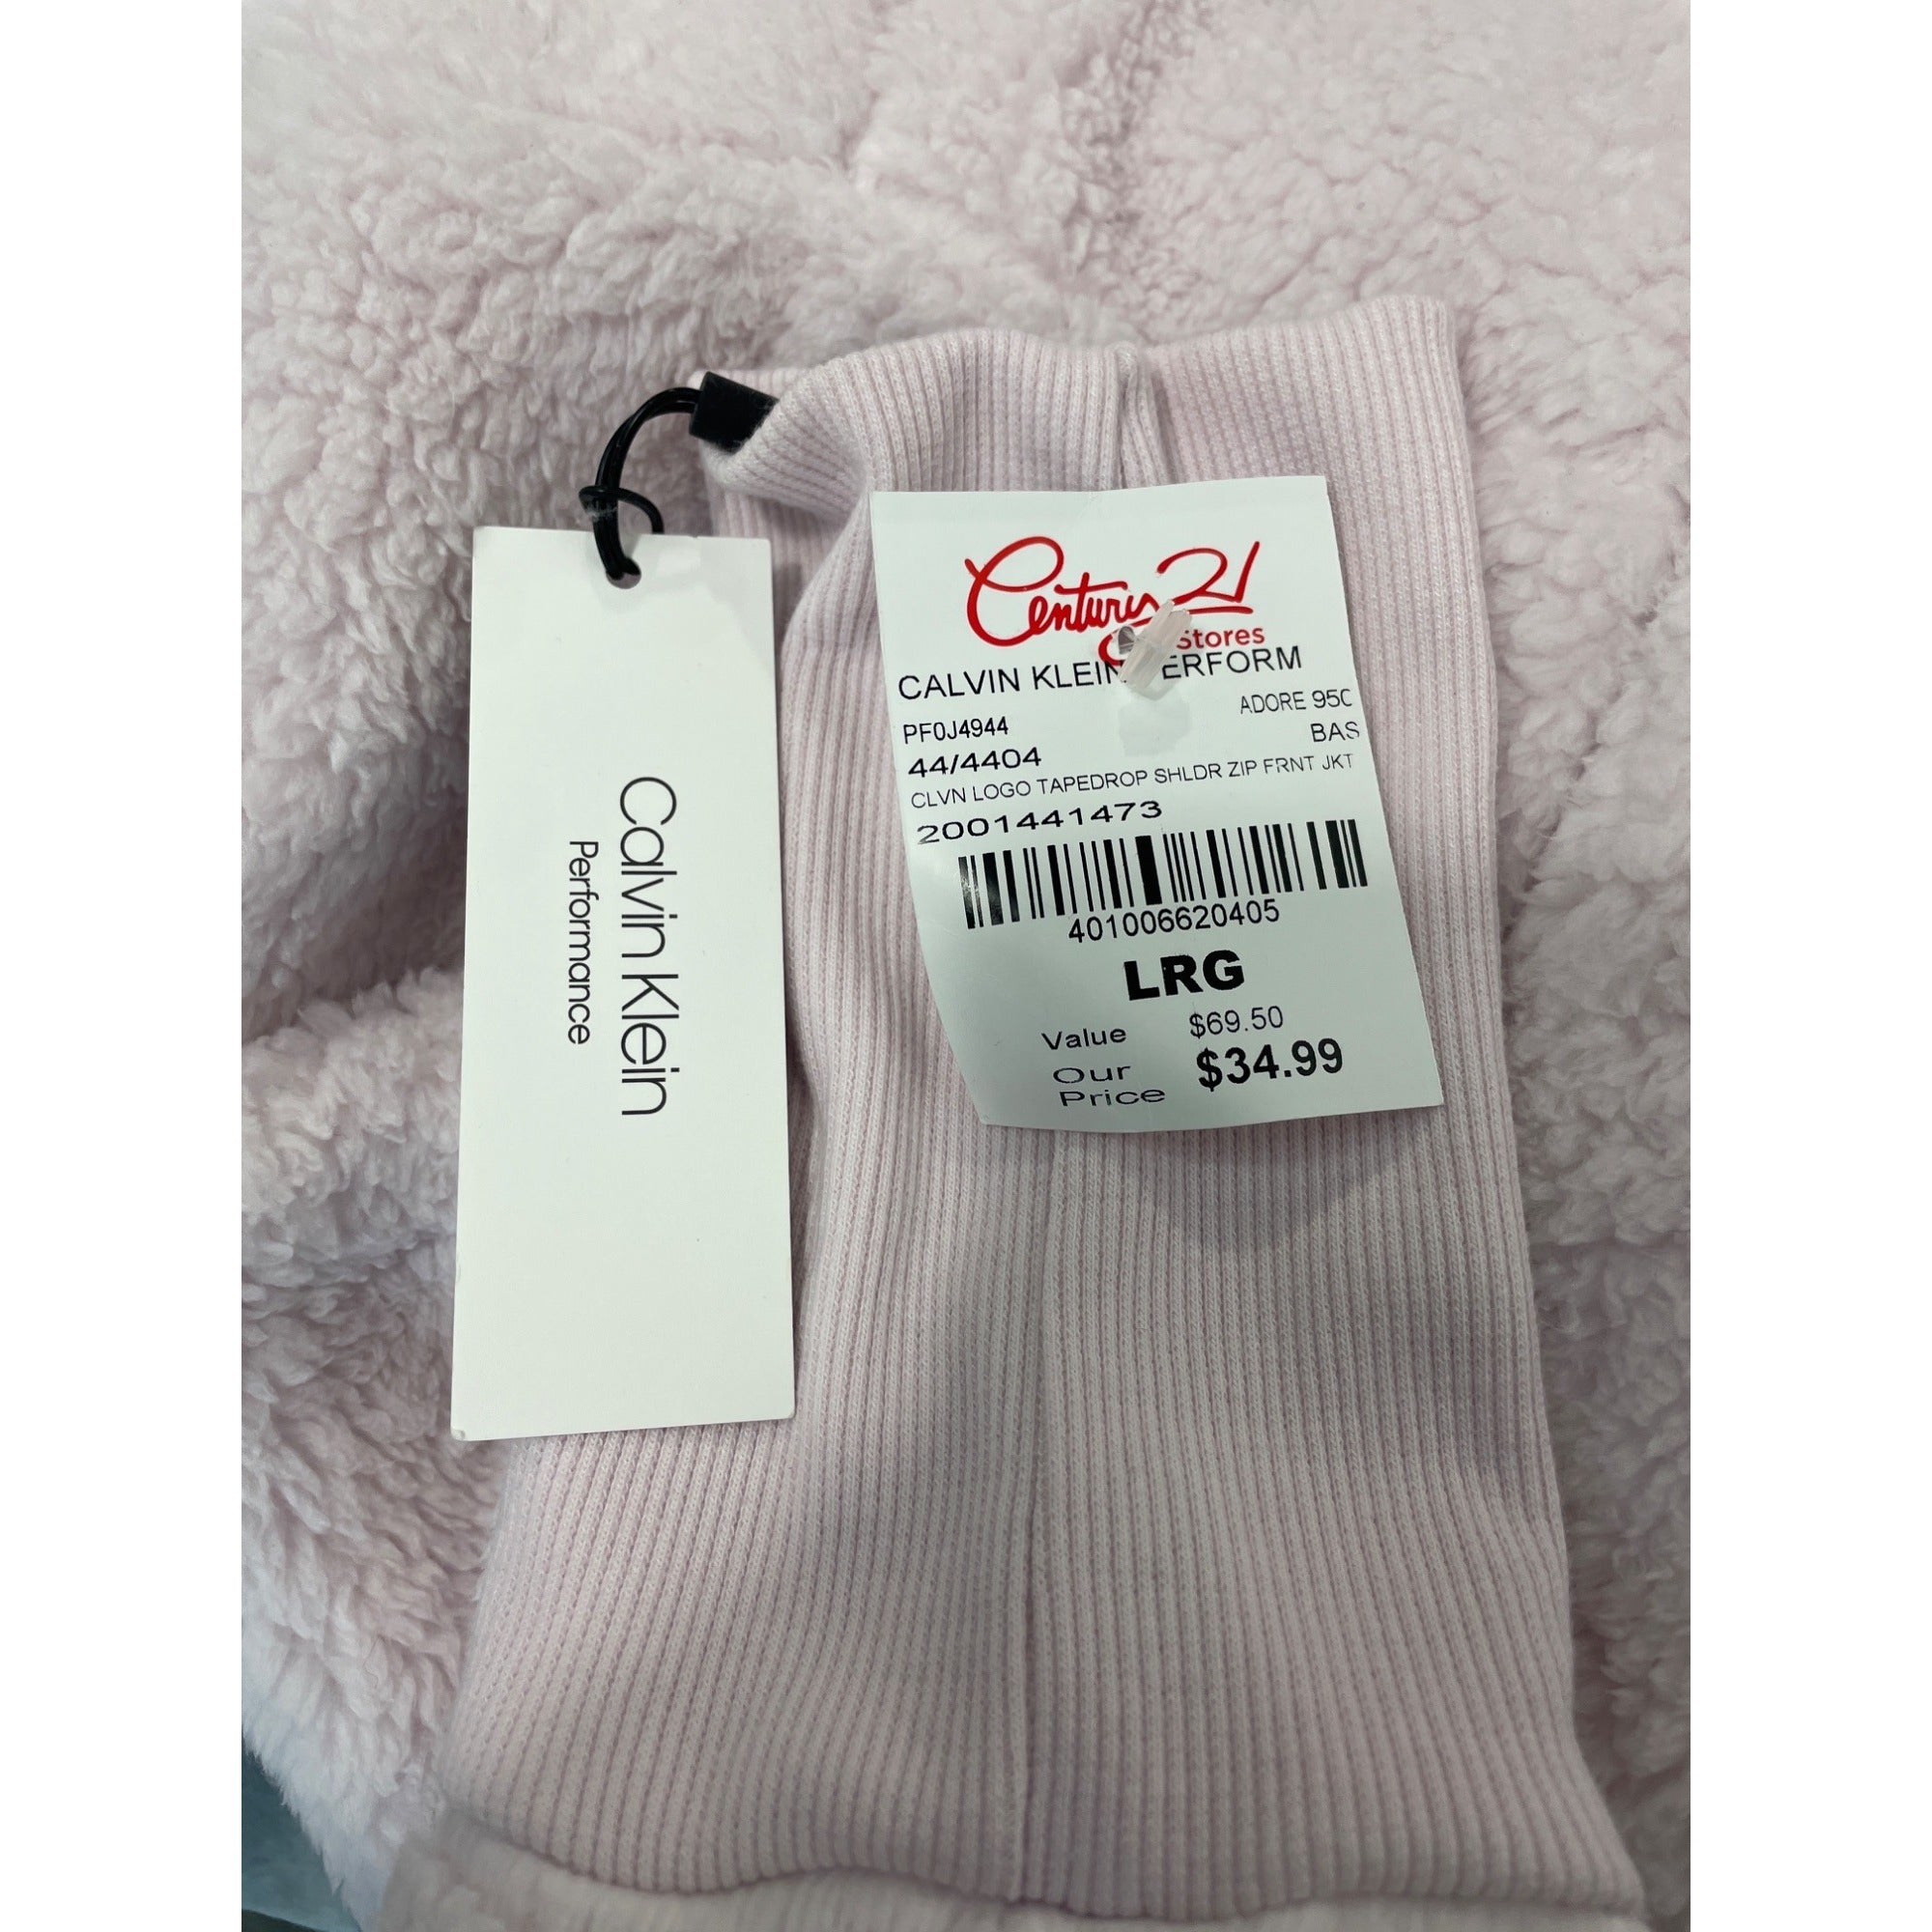 Calvin Klein
Performance
Century 21
Stores
CALVIN KLEIN ERFORM
ADORE 950
PF0J4944
BAS
44/4404
CLVN LOGO TAPEDROP SHLDR ZIP FRNT JKT
2001441473
401006620405
LRG
Value $69.50
Our Price $34.99